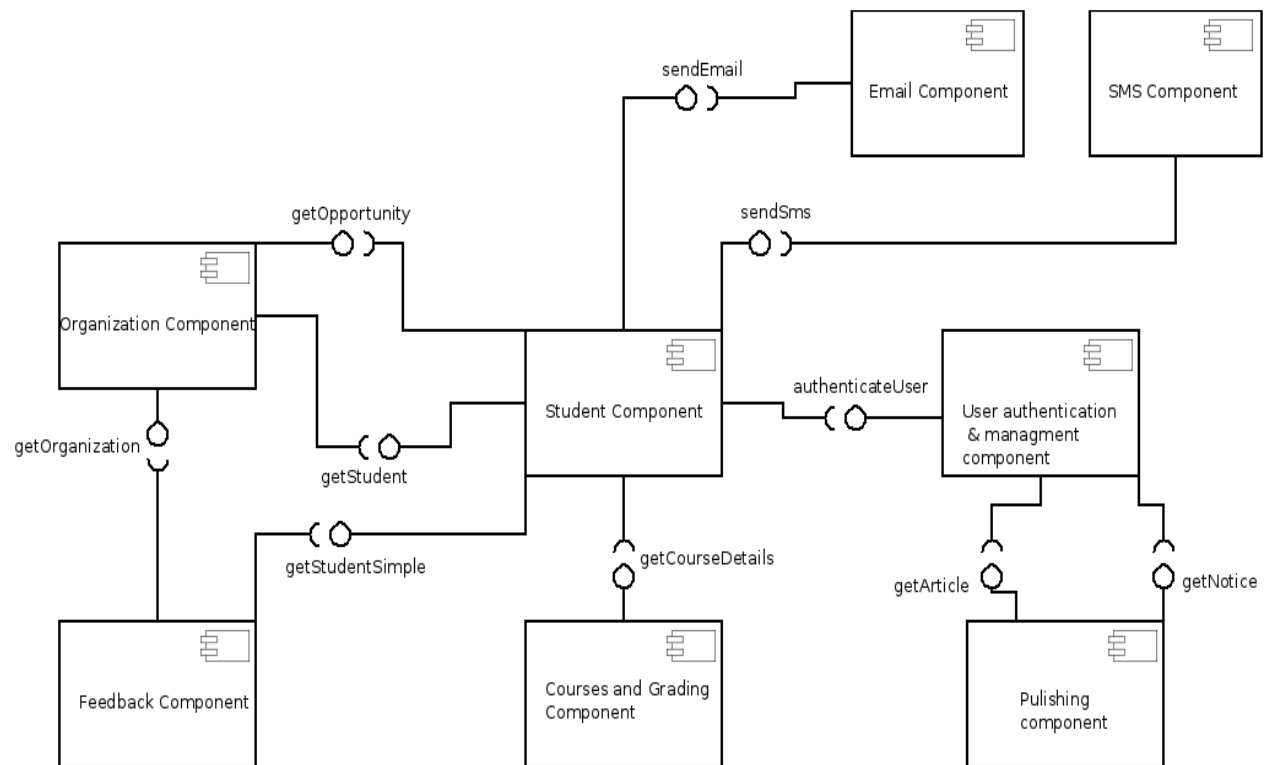 sendEmail
Email Component
SMS Component
getOpportunity
sendSms
Organization Component
Student Component
authenticateUser
User authentication
& managment
component
getOrganization
getStudent
getStudentSimple
getCourseDetails
getArticle
getNotice
Feedback Component
Courses and Grading
Component
Pulishing
component